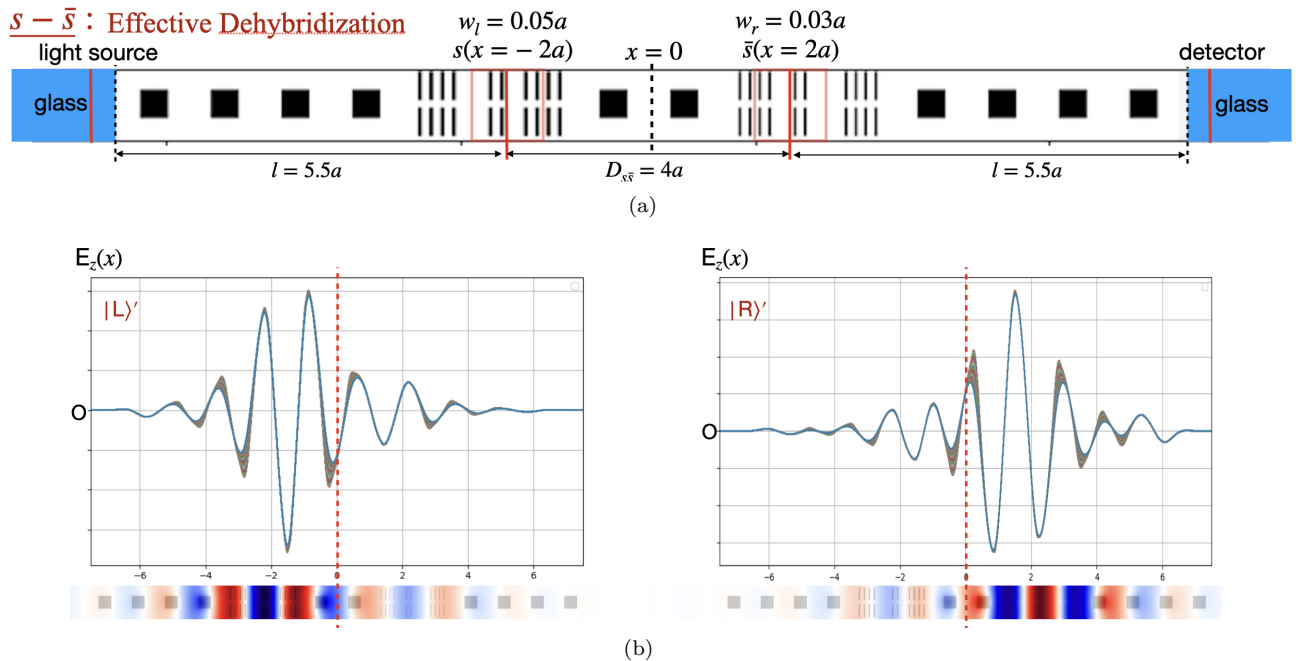 s − s̄ : Effective Dehybridization
w_l = 0.05a
w_r = 0.03a
light source
s(x = − 2a)
x = 0
s̄(x = 2a)
detector
glass
glass
l = 5.5a
D_{ss̄} = 4a
l = 5.5a
(a)
E_z(x)
E_z(x)
|L⟩′
|R⟩′
O
O
−6 −4 −2 0 2 4 6
−6 −4 −2 0 2 4 6
(b)